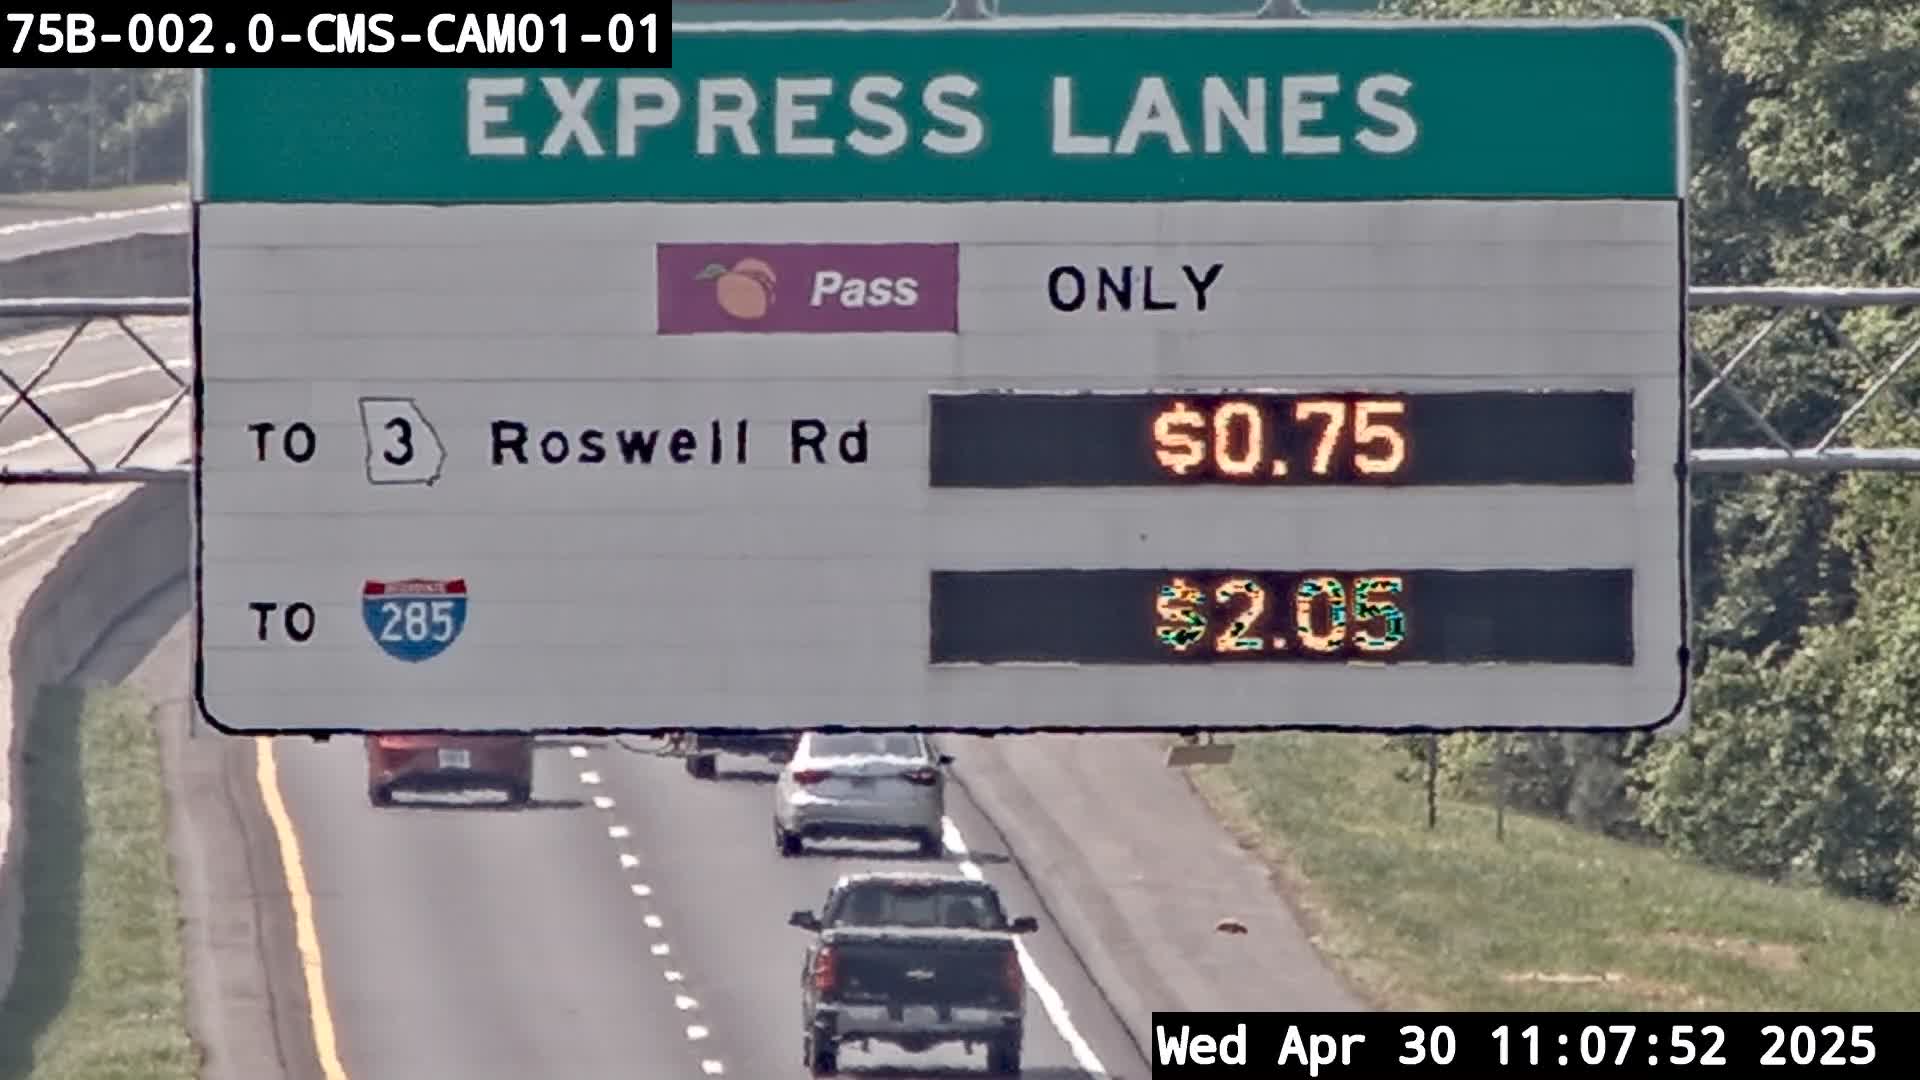 75B-002.0-CMS-CAM01-01
EXPRESS LANES
Pass ONLY
TO 3 Roswell Rd $0.75
TO 285 $2.05
Wed Apr 30 11:07:52 2025